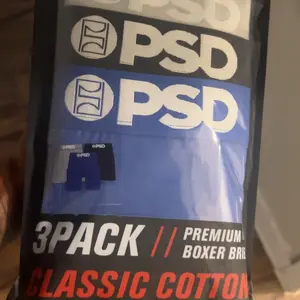 PSD
PSD
PSD
3PACK // PREMIUM
BOXER BRI
CLASSIC COTTON